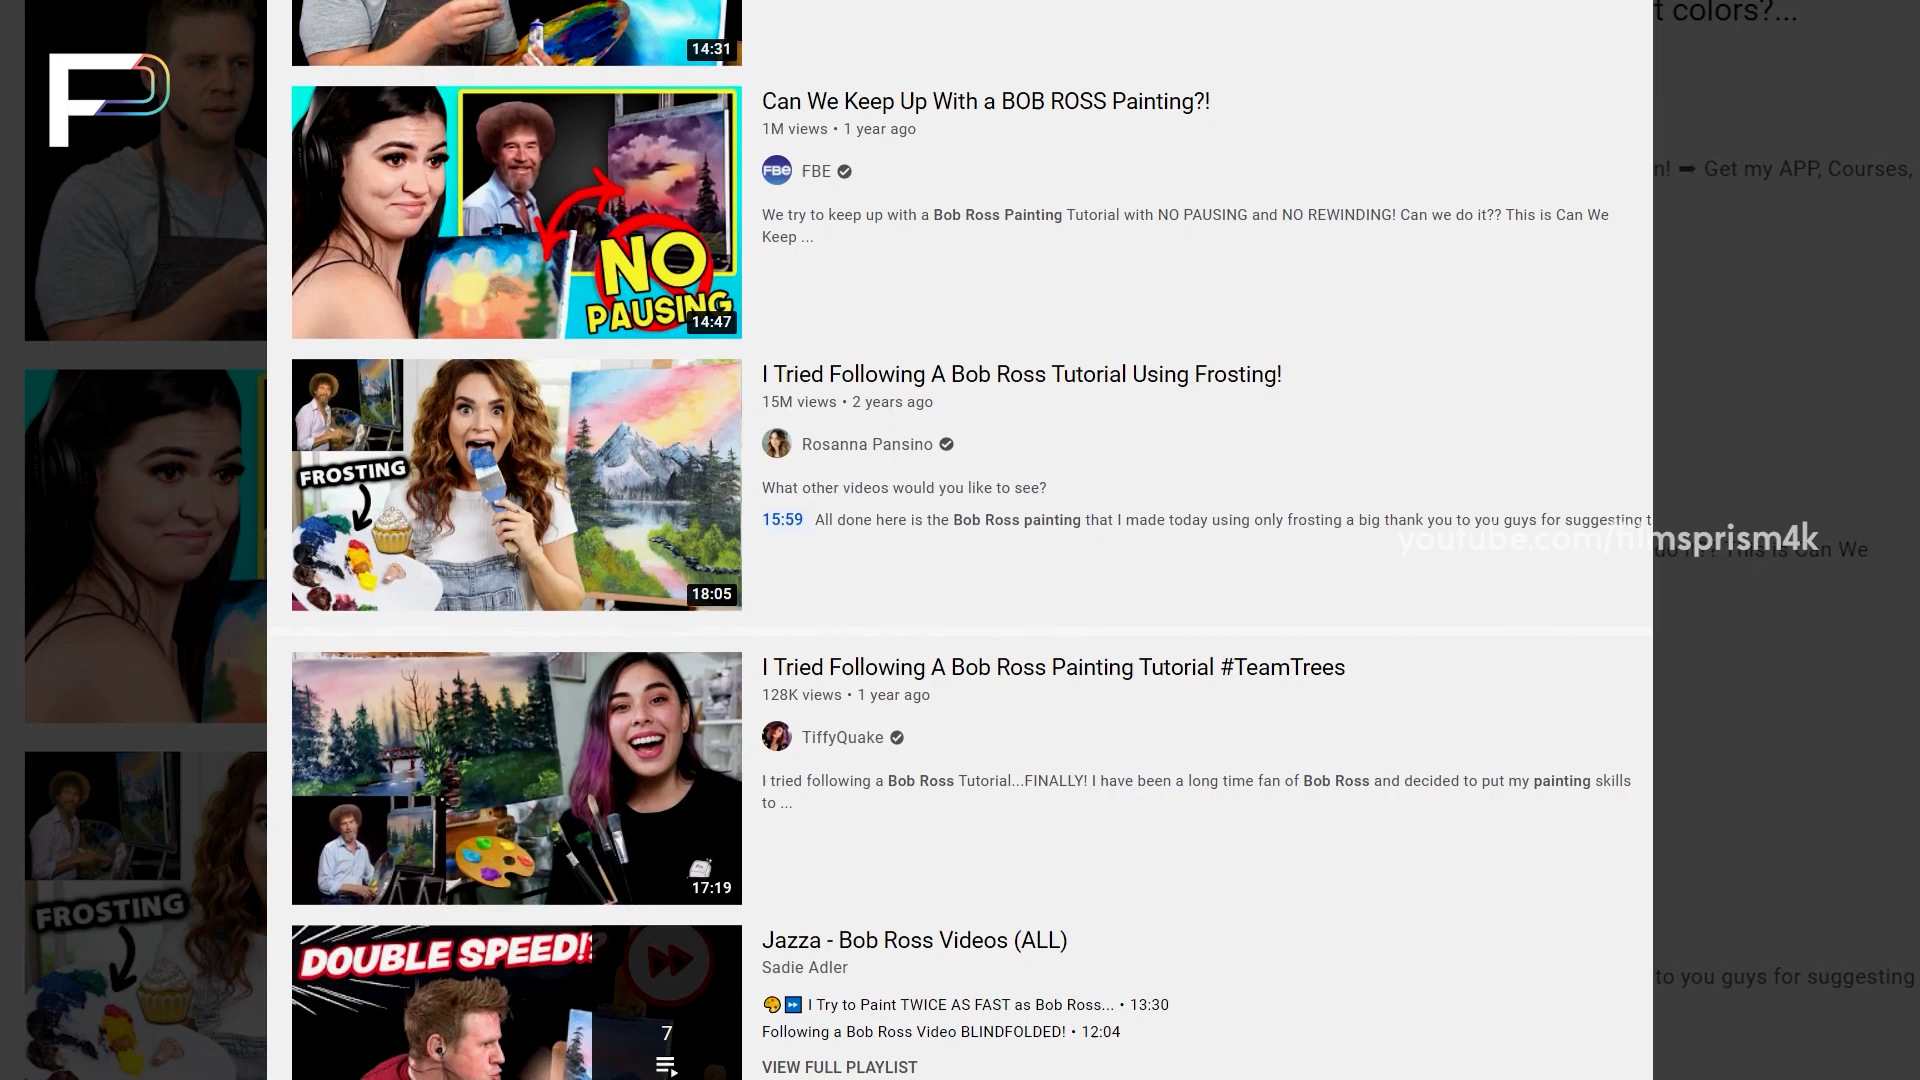 t colors?...
14:31
Can We Keep Up With a BOB ROSS Painting?!
1M views • 1 year ago
FBE
FBE
We try to keep up with a Bob Ross Painting Tutorial with NO PAUSING and NO REWINDING! Can we do it?? This is Can We
Keep ...
NO
PAUSING
14:47
n! ➡ Get my APP, Courses,
I Tried Following A Bob Ross Tutorial Using Frosting!
15M views • 2 years ago
Rosanna Pansino
What other videos would you like to see?
15:59 All done here is the Bob Ross painting that I made today using only frosting a big thank you to you guys for suggesting t
FROSTING
18:05
youtube.com/filmsprism4k
This is Can We
I Tried Following A Bob Ross Painting Tutorial #TeamTrees
128K views • 1 year ago
TiffyQuake
I tried following a Bob Ross Tutorial...FINALLY! I have been a long time fan of Bob Ross and decided to put my painting skills
to ...
17:19
FROSTING
to you guys for suggesting
DOUBLE SPEED!?
Jazza - Bob Ross Videos (ALL)
Sadie Adler
🎨⏩ I Try to Paint TWICE AS FAST as Bob Ross... • 13:30
Following a Bob Ross Video BLINDFOLDED! • 12:04
VIEW FULL PLAYLIST
7